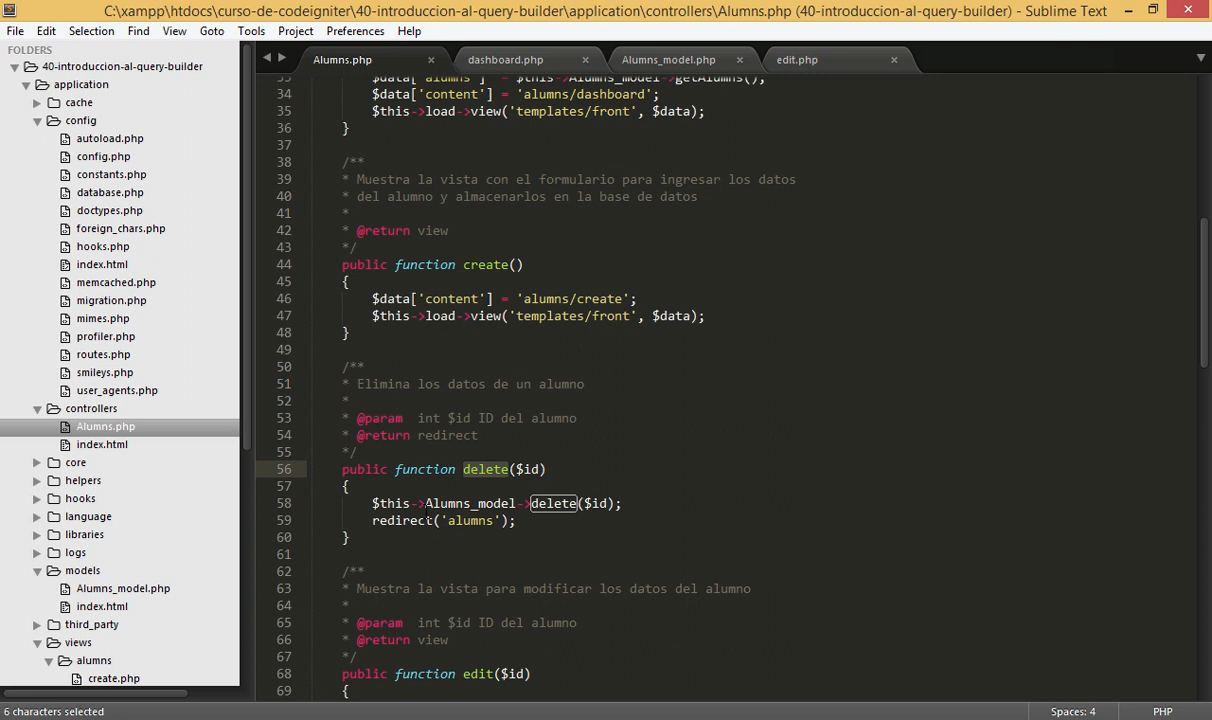 C:\xampp\htdocs\curso-de-codeigniter\40-introduccion-al-query-builder\application\controllers\Alumns.php (40-introduccion-al-query-builder) - Sublime Text
File Edit Selection Find View Goto Tools Project Preferences Help
FOLDERS
40-introduccion-al-query-builder
application
cache
config
autoload.php
config.php
constants.php
database.php
doctypes.php
foreign_chars.php
hooks.php
index.html
memcached.php
migration.php
mimes.php
profiler.php
routes.php
smileys.php
user_agents.php
controllers
Alumns.php
index.html
core
helpers
hooks
language
libraries
logs
models
Alumns_model.php
index.html
third_party
views
alumns
create.php
Alumns.php dashboard.php Alumns_model.php edit.php
33 $data['alumns'] = $this->Alumns_model->getAlumns();
34 $data['content'] = 'alumns/dashboard';
35 $this->load->view('templates/front', $data);
36 }
37
38 /**
39 * Muestra la vista con el formulario para ingresar los datos
40 * del alumno y almacenarlos en la base de datos
41 *
42 * @return view
43 */
44 public function create()
45 {
46 $data['content'] = 'alumns/create';
47 $this->load->view('templates/front', $data);
48 }
49
50 /**
51 * Elimina los datos de un alumno
52 *
53 * @param int $id ID del alumno
54 * @return redirect
55 */
56 public function delete($id)
57 {
58 $this->Alumns_model->delete($id);
59 redirect('alumns');
60 }
61
62 /**
63 * Muestra la vista para modificar los datos del alumno
64 *
65 * @param int $id ID del alumno
66 * @return view
67 */
68 public function edit($id)
69 {
6 characters selected
Spaces: 4
PHP